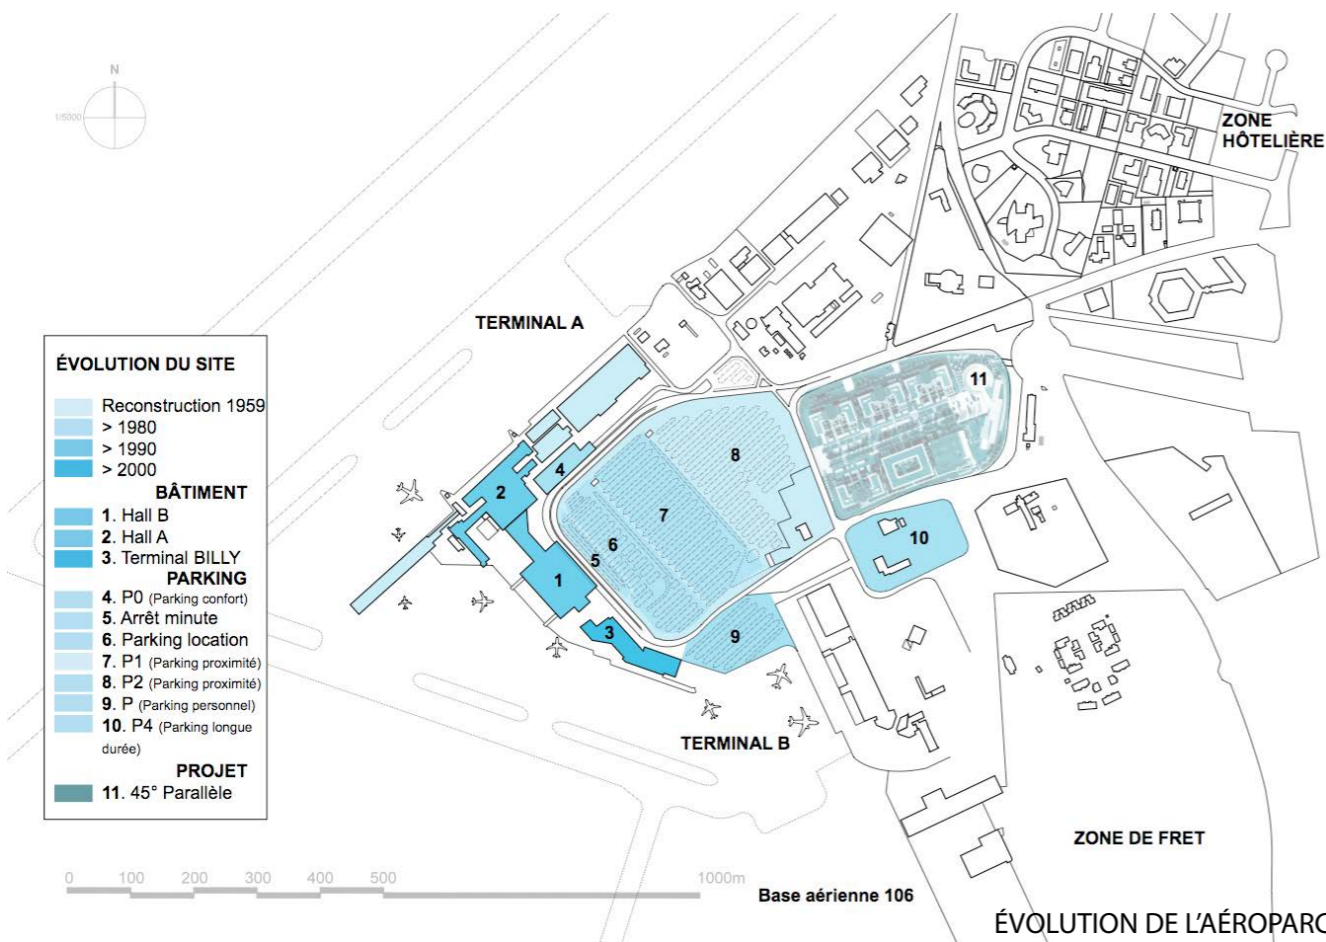 N
1/5000
ZONE
HÔTELIÈRE
TERMINAL A
ÉVOLUTION DU SITE
Reconstruction 1959
> 1980
> 1990
> 2000
BÂTIMENT
1. Hall B
2. Hall A
3. Terminal BILLY
PARKING
4. P0 (Parking confort)
5. Arrêt minute
6. Parking location
7. P1 (Parking proximité)
8. P2 (Parking proximité)
9. P (Parking personnel)
10. P4 (Parking longue
durée)
PROJET
11. 45° Parallèle
11
8
4
2
7
10
6
5
1
3
9
TERMINAL B
ZONE DE FRET
0 100 200 300 400 500 1000m
Base aérienne 106
ÉVOLUTION DE L'AÉROPARC